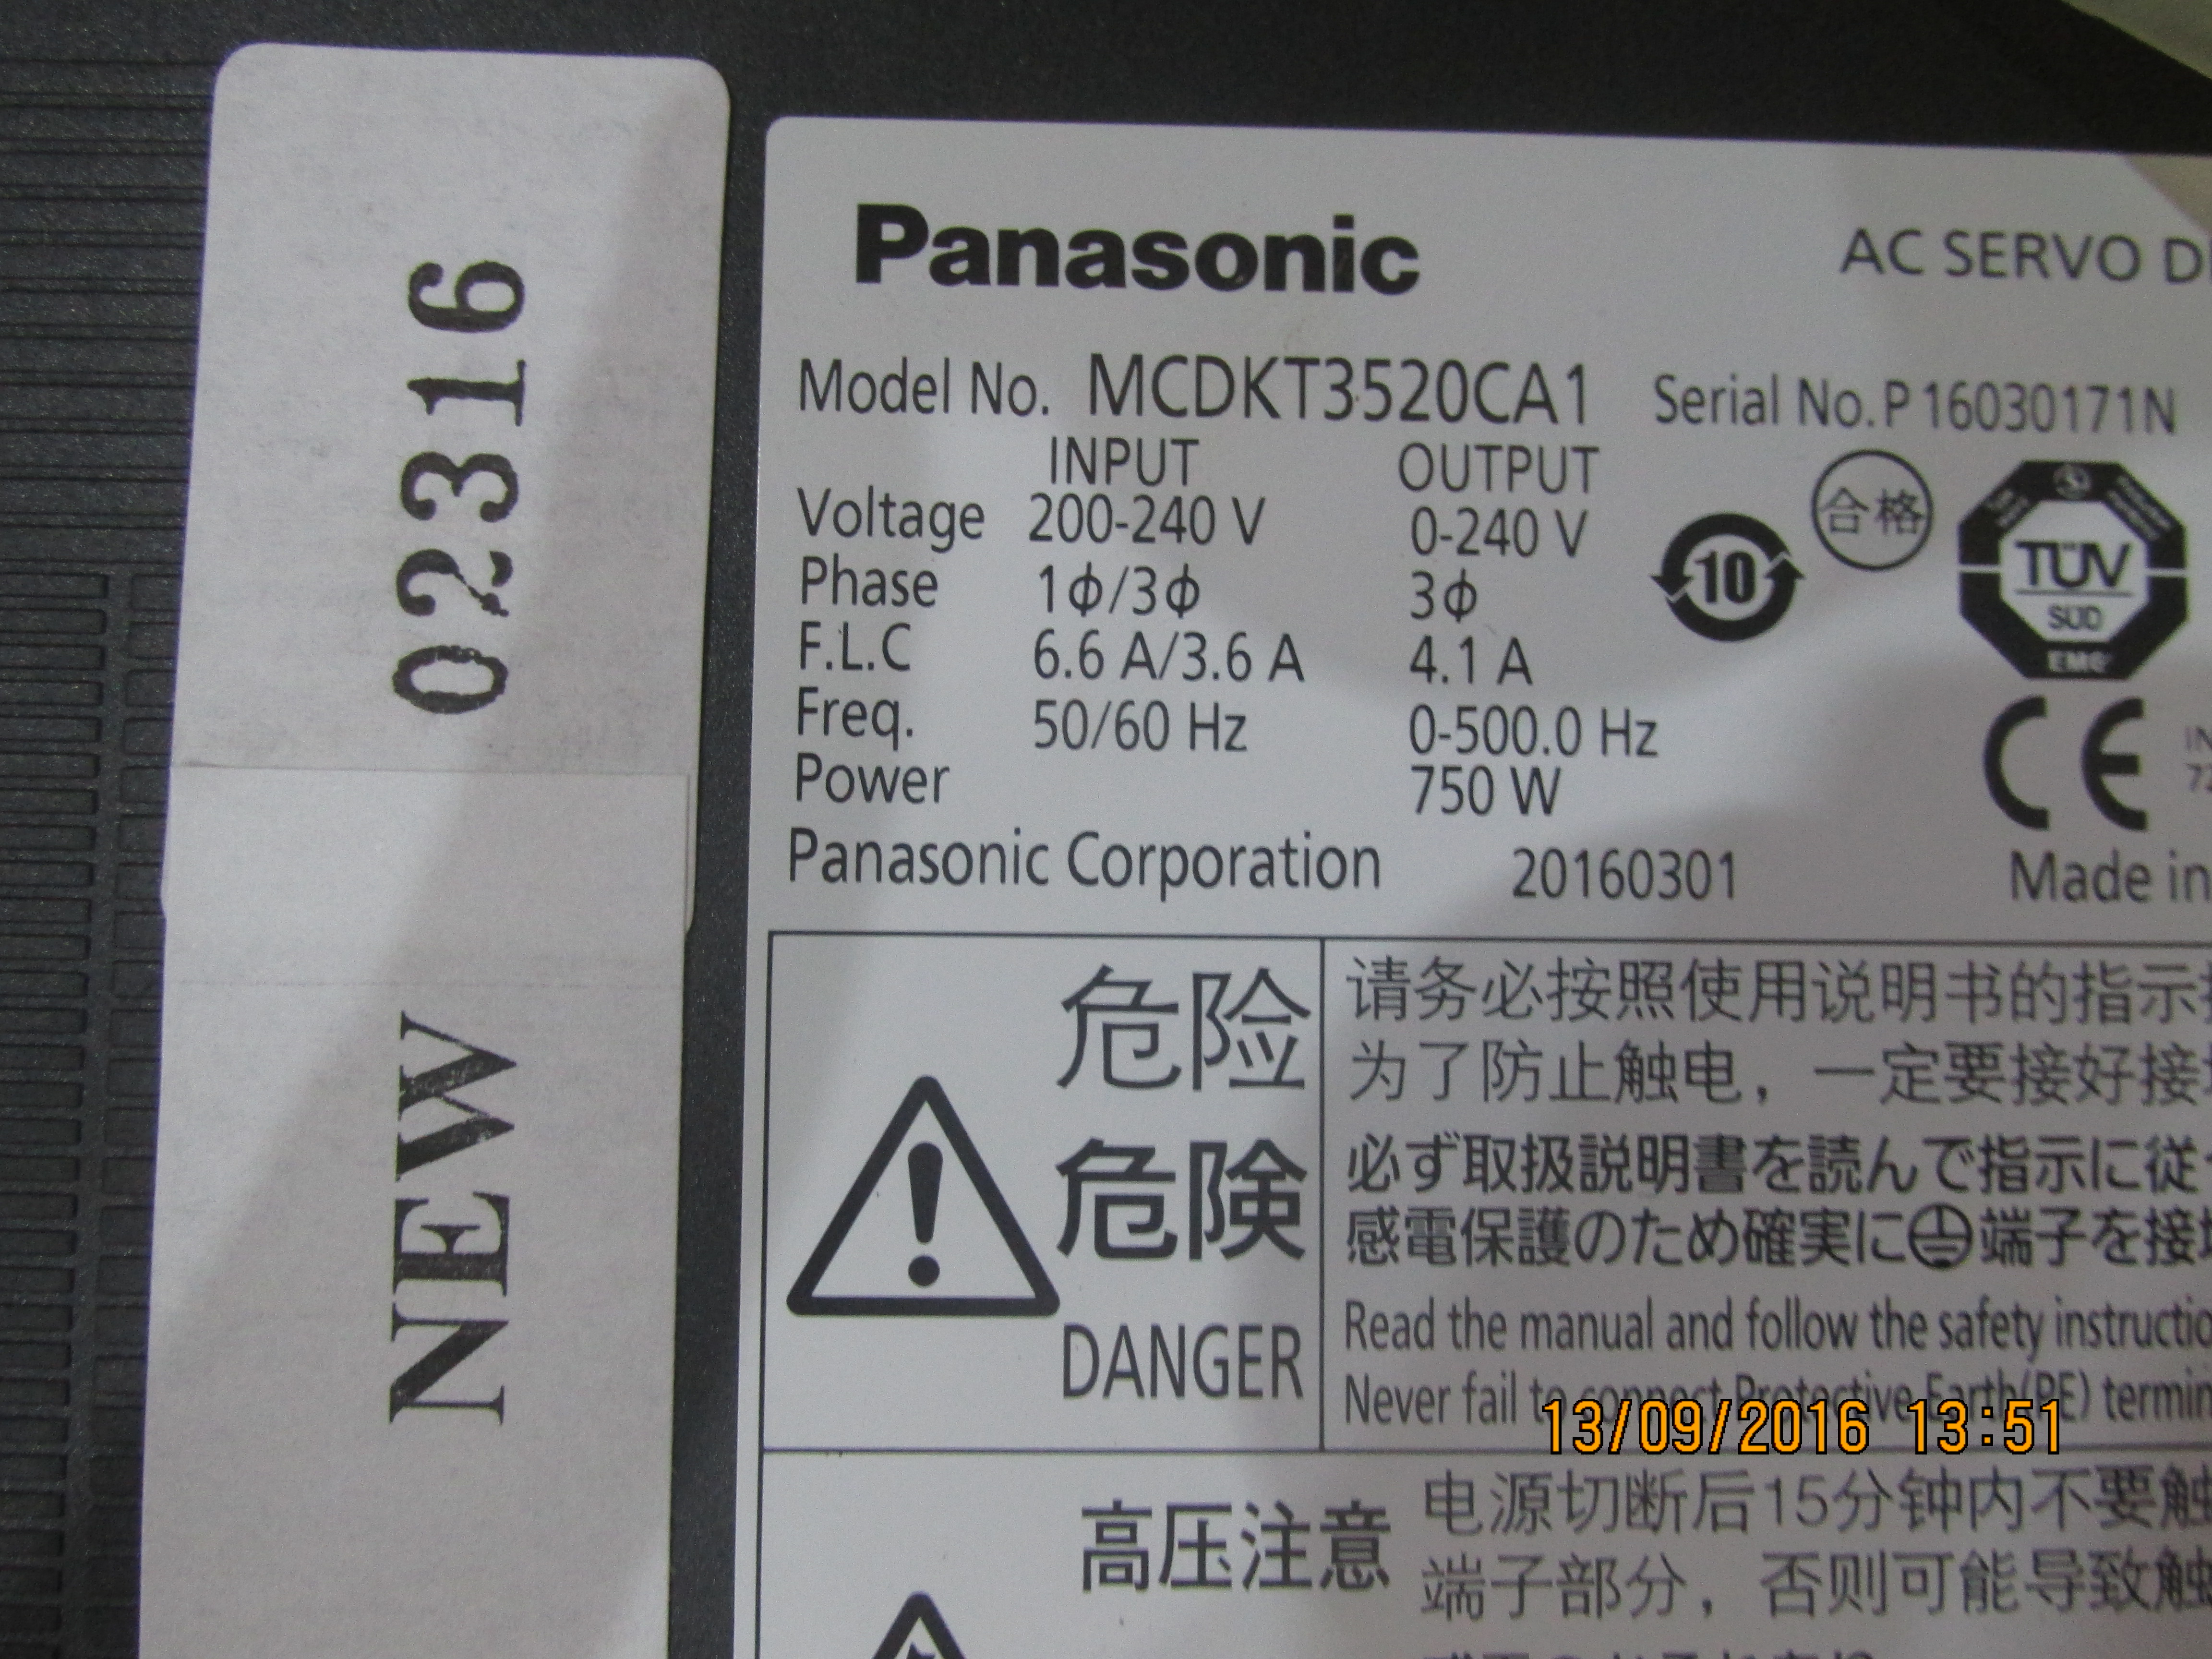 02316
NEW
Panasonic
AC SERVO
Model No. MCDKT3520CA1 Serial No. P16030171N
INPUT OUTPUT
Voltage 200-240 V 0-240 V
Phase 1ϕ/3ϕ 3ϕ
F.L.C 6.6 A/3.6 A 4.1 A
Freq. 50/60 Hz 0-500.0 Hz
Power 750 W
10
合格
TÜV
SÜD
EMC
CE
Panasonic Corporation 20160301
Made in
危险
危険
DANGER
请务必按照使用说明书的指示
为了防止触电，一定要接好接
必ず取扱説明書を読んで指示に従
感電保護のため確実に端子を接
Read the manual and follow the safety
Never fail to connect Protective Earth(PE)
13/09/2016 13:51
高压注意
电源切断后15分钟内不要触
端子部分，否则可能导致触